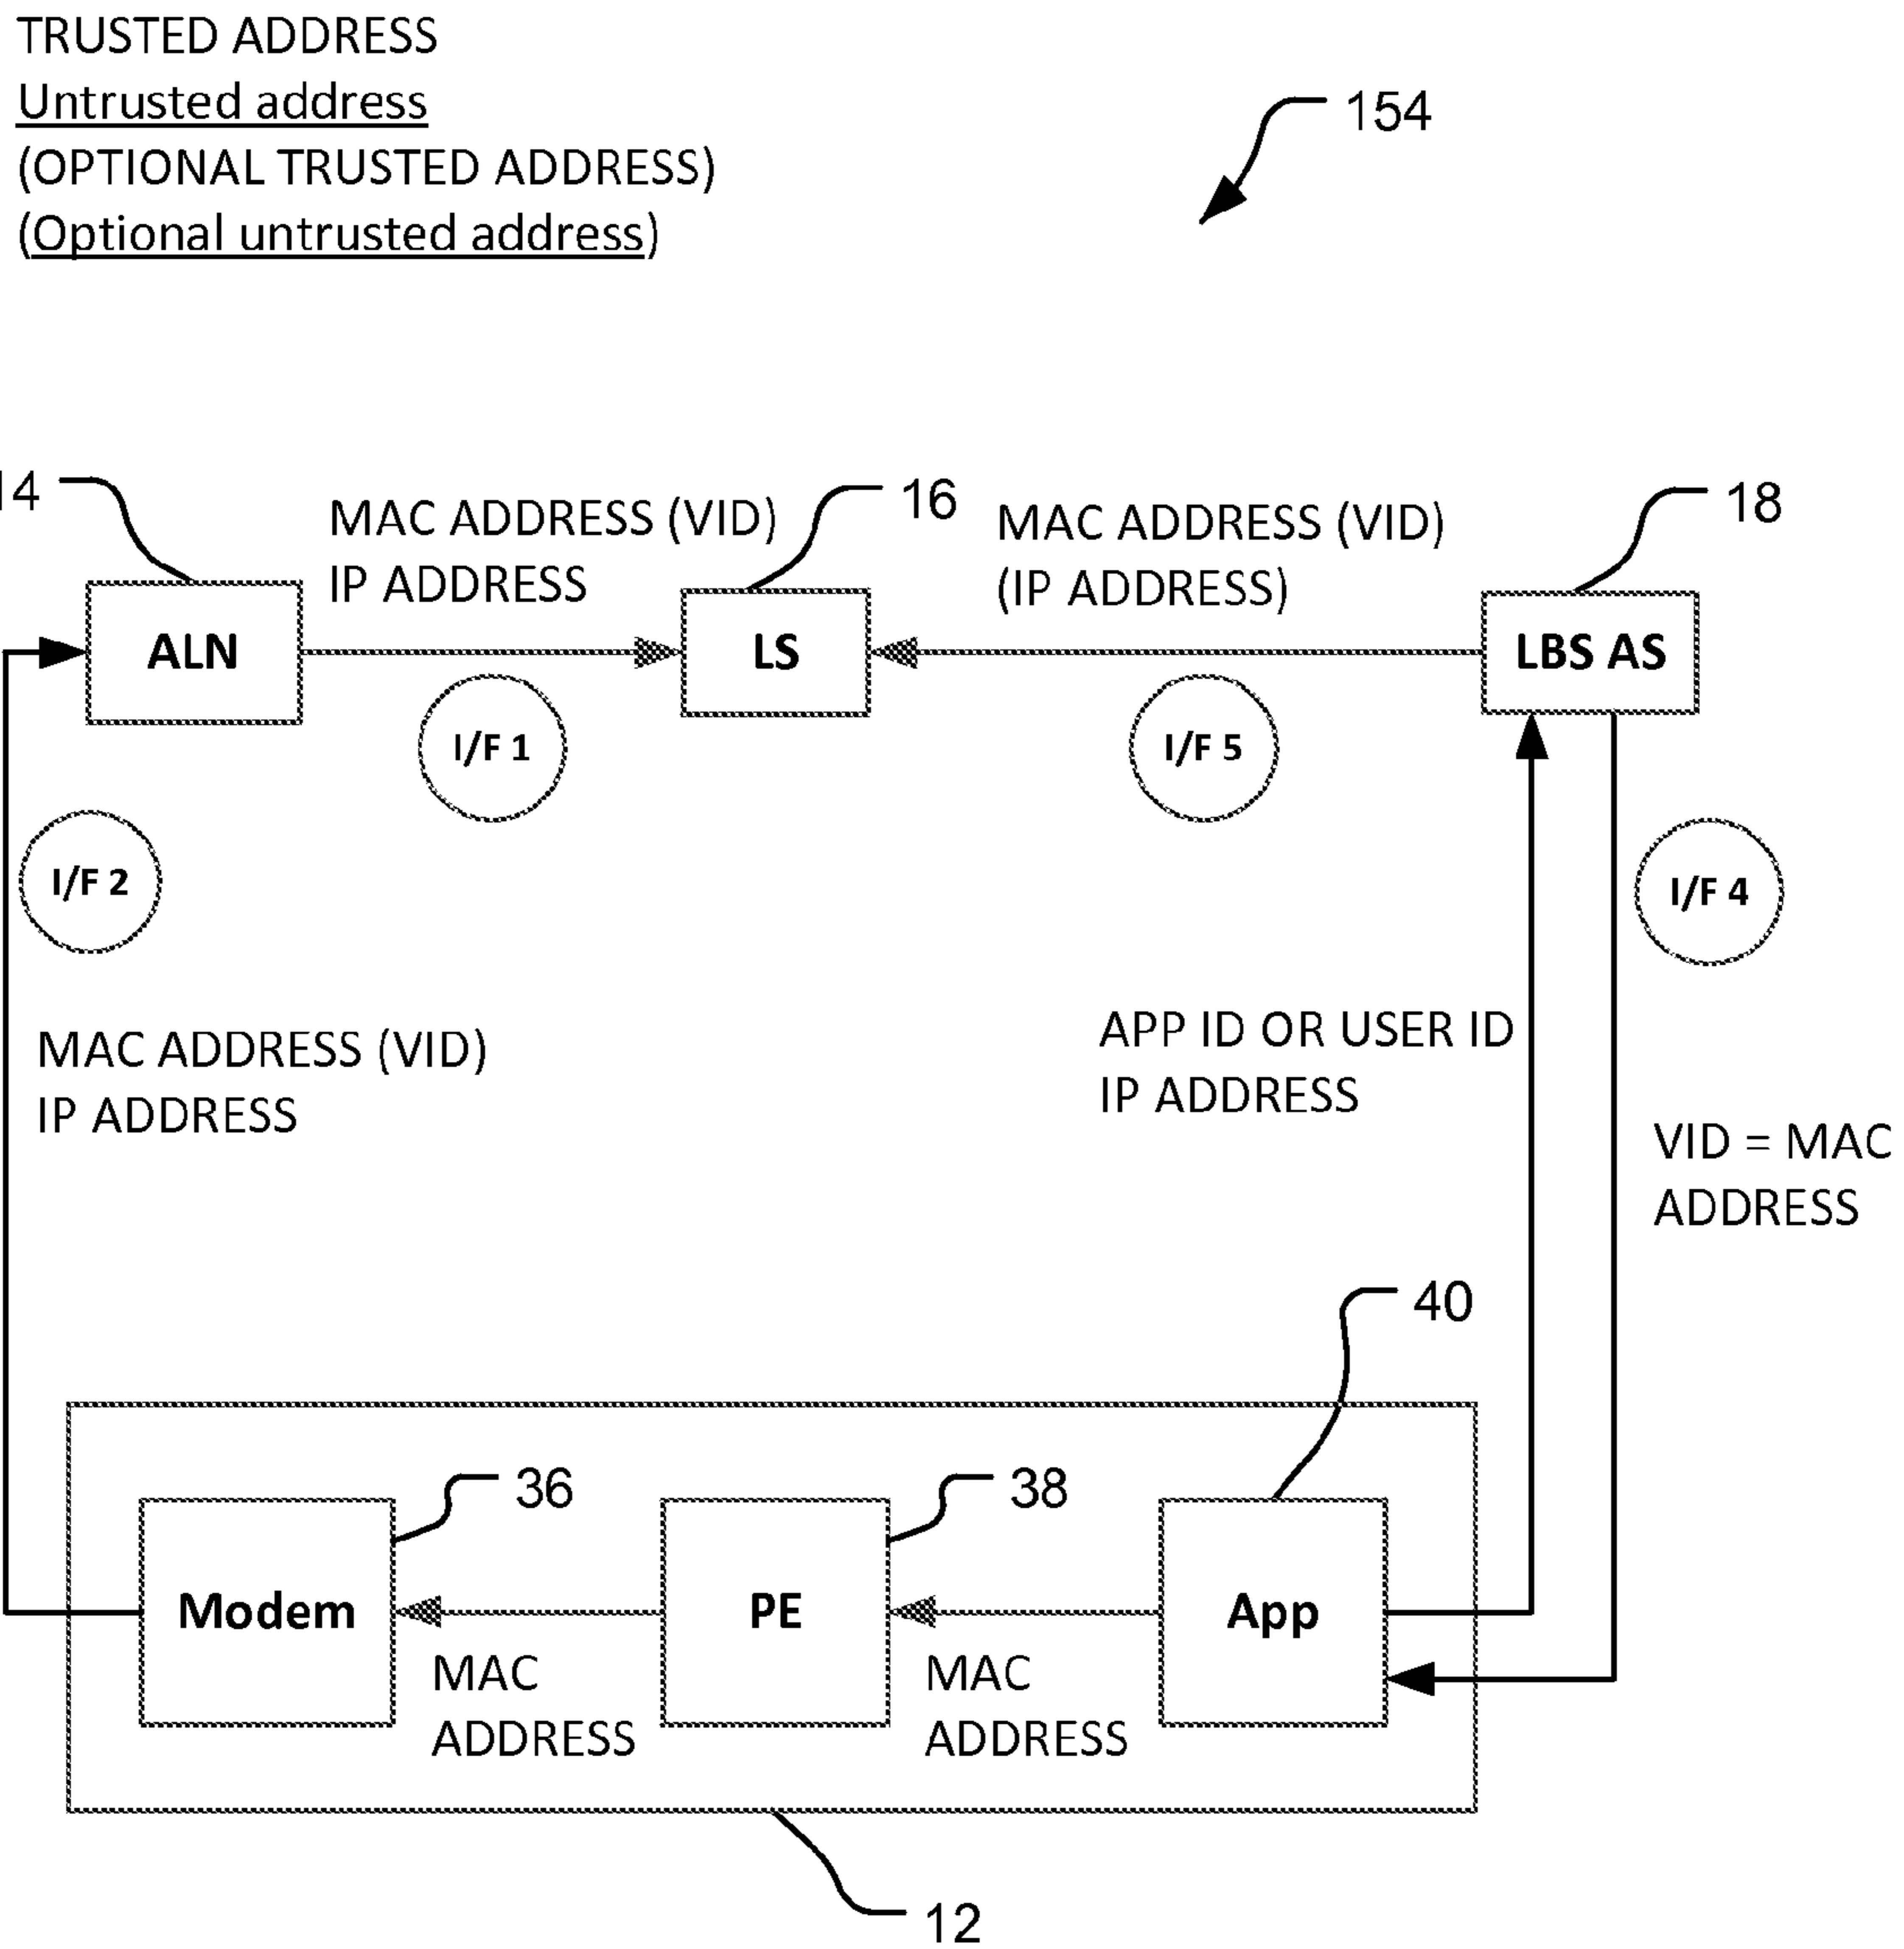 TRUSTED ADDRESS
Untrusted address
(OPTIONAL TRUSTED ADDRESS)
(Optional untrusted address)
154
14
MAC ADDRESS (VID)
IP ADDRESS
16
MAC ADDRESS (VID)
(IP ADDRESS)
18
ALN
LS
LBS AS
I/F 1
I/F 5
I/F 2
I/F 4
MAC ADDRESS (VID)
IP ADDRESS
APP ID OR USER ID
IP ADDRESS
VID = MAC
ADDRESS
40
36
38
Modem
PE
App
MAC
ADDRESS
MAC
ADDRESS
12